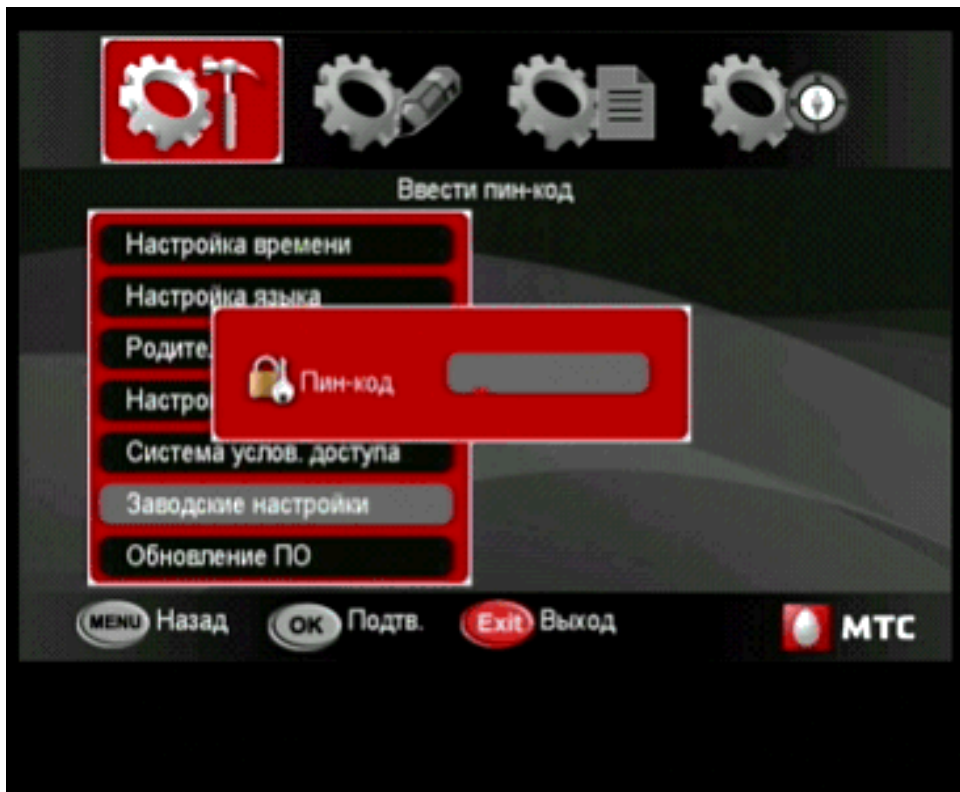 Ввести пин-код
Настройка времени
Настройка языка
Родите
Пин-код
Настро
Система услов. доступа
Заводские настройки
Обновление ПО
MENU Назад OK Подтв. Exit Выход МТС